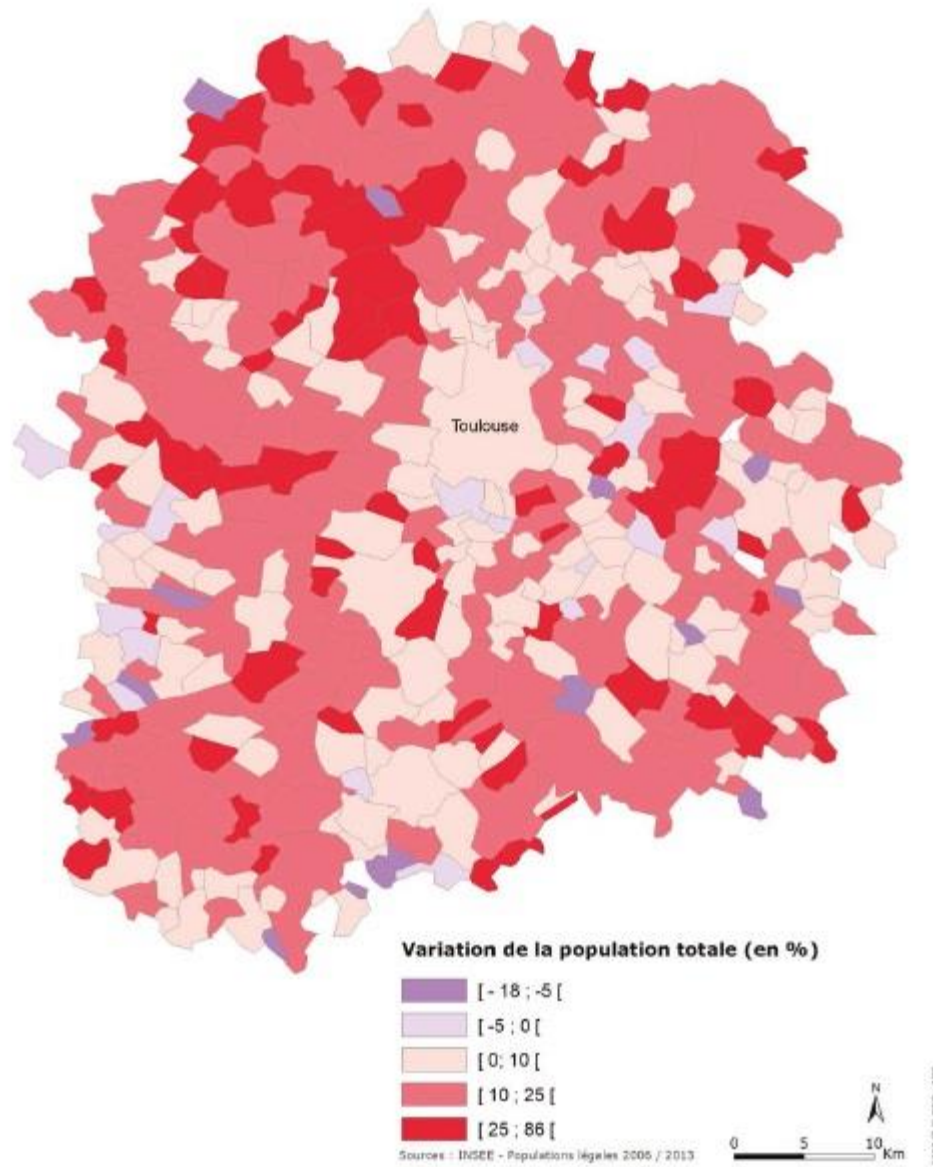 Toulouse
Variation de la population totale (en %)
[ - 18 ; -5 [
[ -5 ; 0 [
[ 0; 10 [
[ 10 ; 25 [
[ 25 ; 86 [
N
0 5 10 Km
Sources : INSEE - Populations légales 2006 / 2013